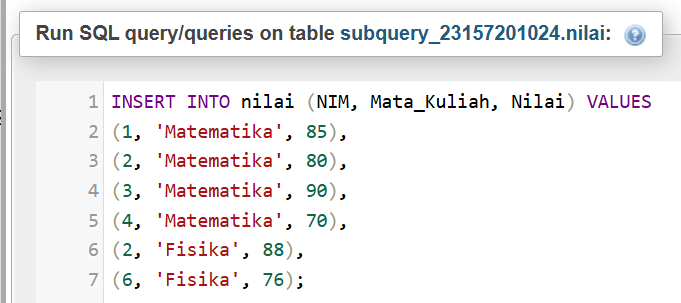 Run SQL query/queries on table subquery_23157201024.nilai:
1 INSERT INTO nilai (NIM, Mata_Kuliah, Nilai) VALUES
2 (1, 'Matematika', 85),
3 (2, 'Matematika', 80),
4 (3, 'Matematika', 90),
5 (4, 'Matematika', 70),
6 (2, 'Fisika', 88),
7 (6, 'Fisika', 76);